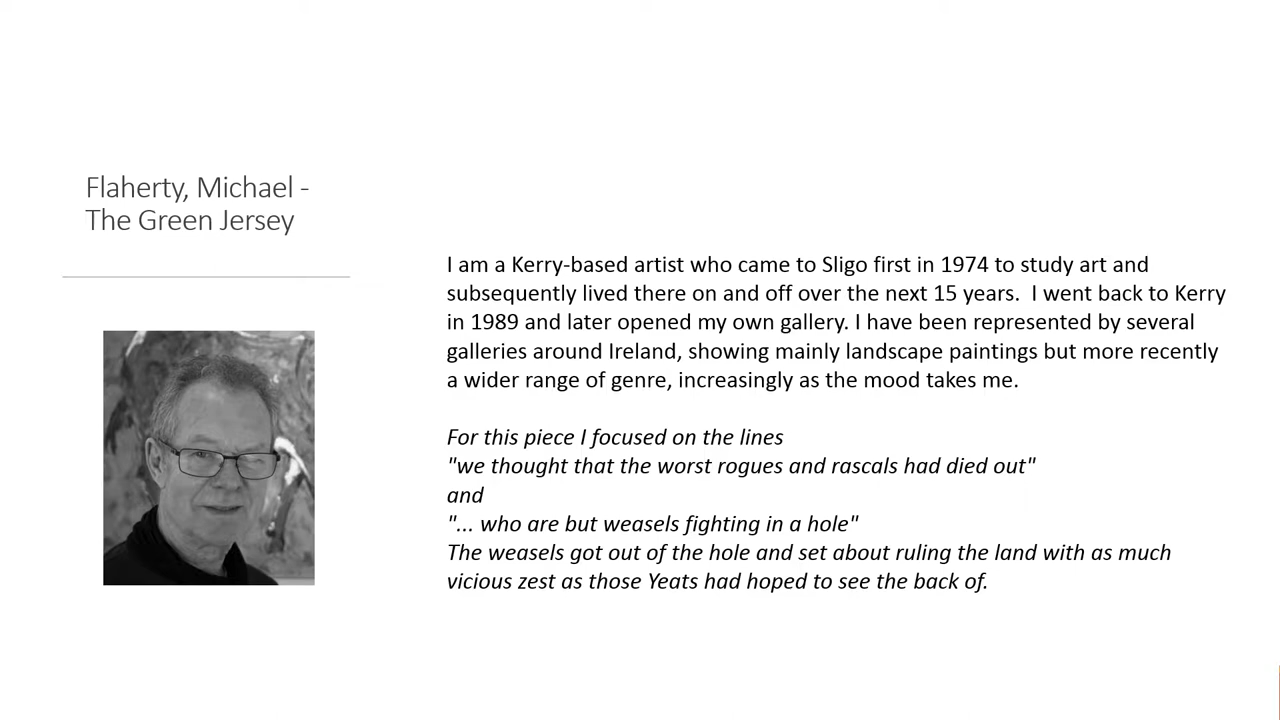 Flaherty, Michael -
The Green Jersey
I am a Kerry-based artist who came to Sligo first in 1974 to study art and
subsequently lived there on and off over the next 15 years.  I went back to Kerry
in 1989 and later opened my own gallery. I have been represented by several
galleries around Ireland, showing mainly landscape paintings but more recently
a wider range of genre, increasingly as the mood takes me.
For this piece I focused on the lines
"we thought that the worst rogues and rascals had died out"
and
"... who are but weasels fighting in a hole"
The weasels got out of the hole and set about ruling the land with as much
vicious zest as those Yeats had hoped to see the back of.